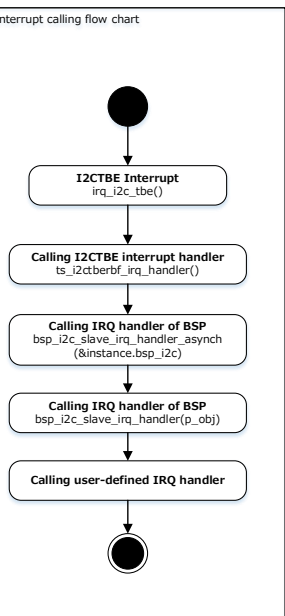 nterrupt calling flow chart
I2CTBE Interrupt
irq_i2c_tbe()
Calling I2CTBE interrupt handler
ts_i2ctberbf_irq_handler()
Calling IRQ handler of BSP
bsp_i2c_slave_irq_handler_asynch
(&instance.bsp_i2c)
Calling IRQ handler of BSP
bsp_i2c_slave_irq_handler(p_obj)
Calling user-defined IRQ handler